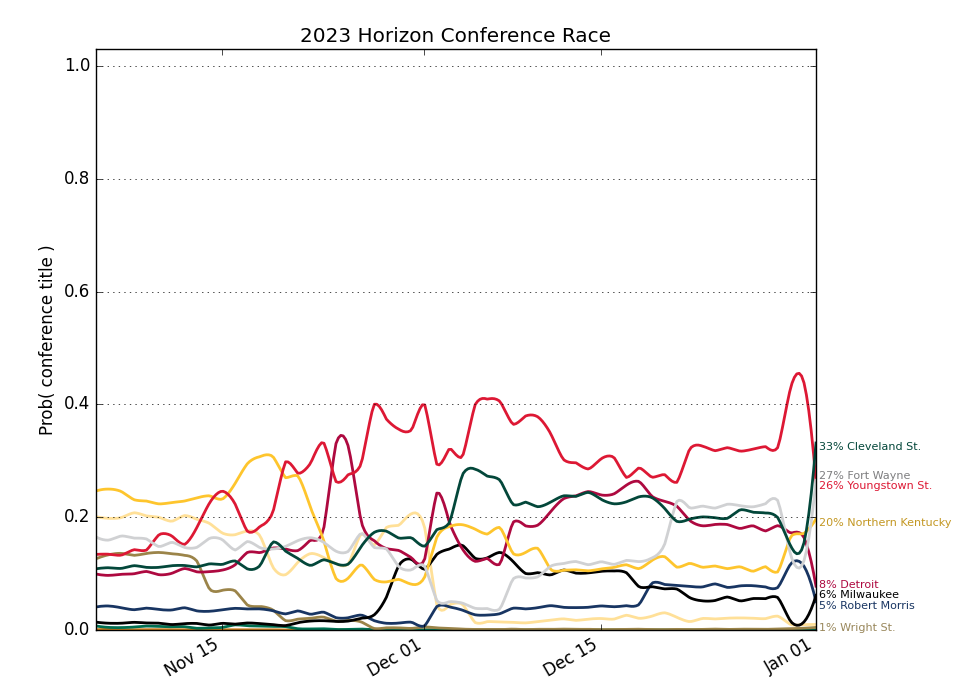 2023 Horizon Conference Race
Prob( conference title )
1.0
0.8
0.6
0.4
0.2
0.0
Nov 15
Dec 01
Dec 15
Jan 01
33% Cleveland St.
27% Fort Wayne
26% Youngstown St.
20% Northern Kentucky
8% Detroit
6% Milwaukee
5% Robert Morris
1% Wright St.